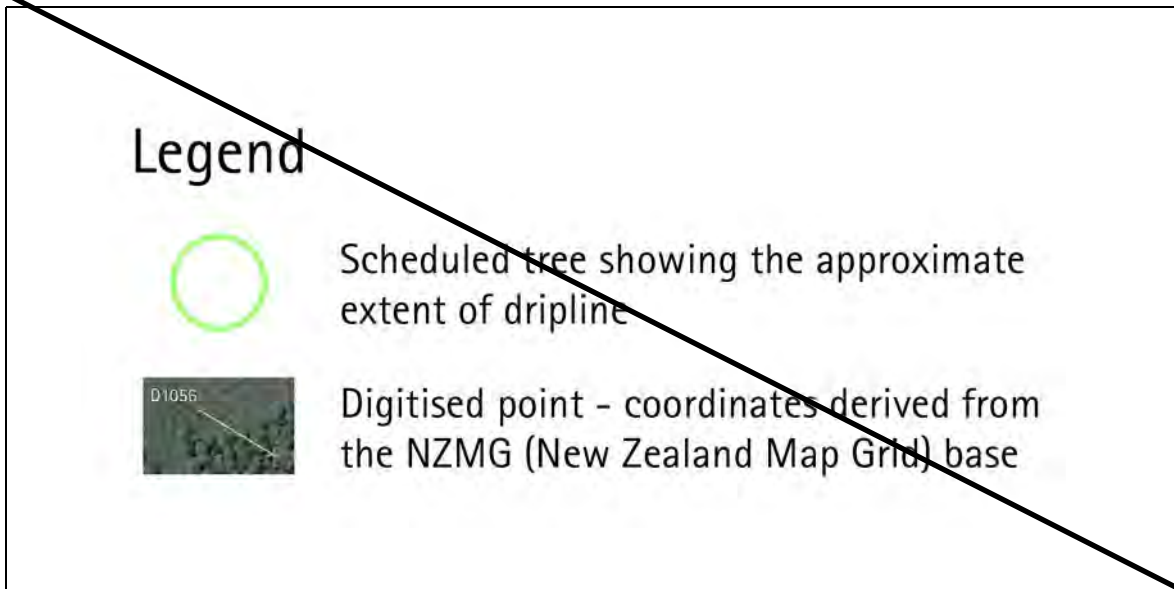 Legend
Scheduled tree showing the approximate
extent of dripline
D1056
Digitised point - coordinates derived from
the NZMG (New Zealand Map Grid) base